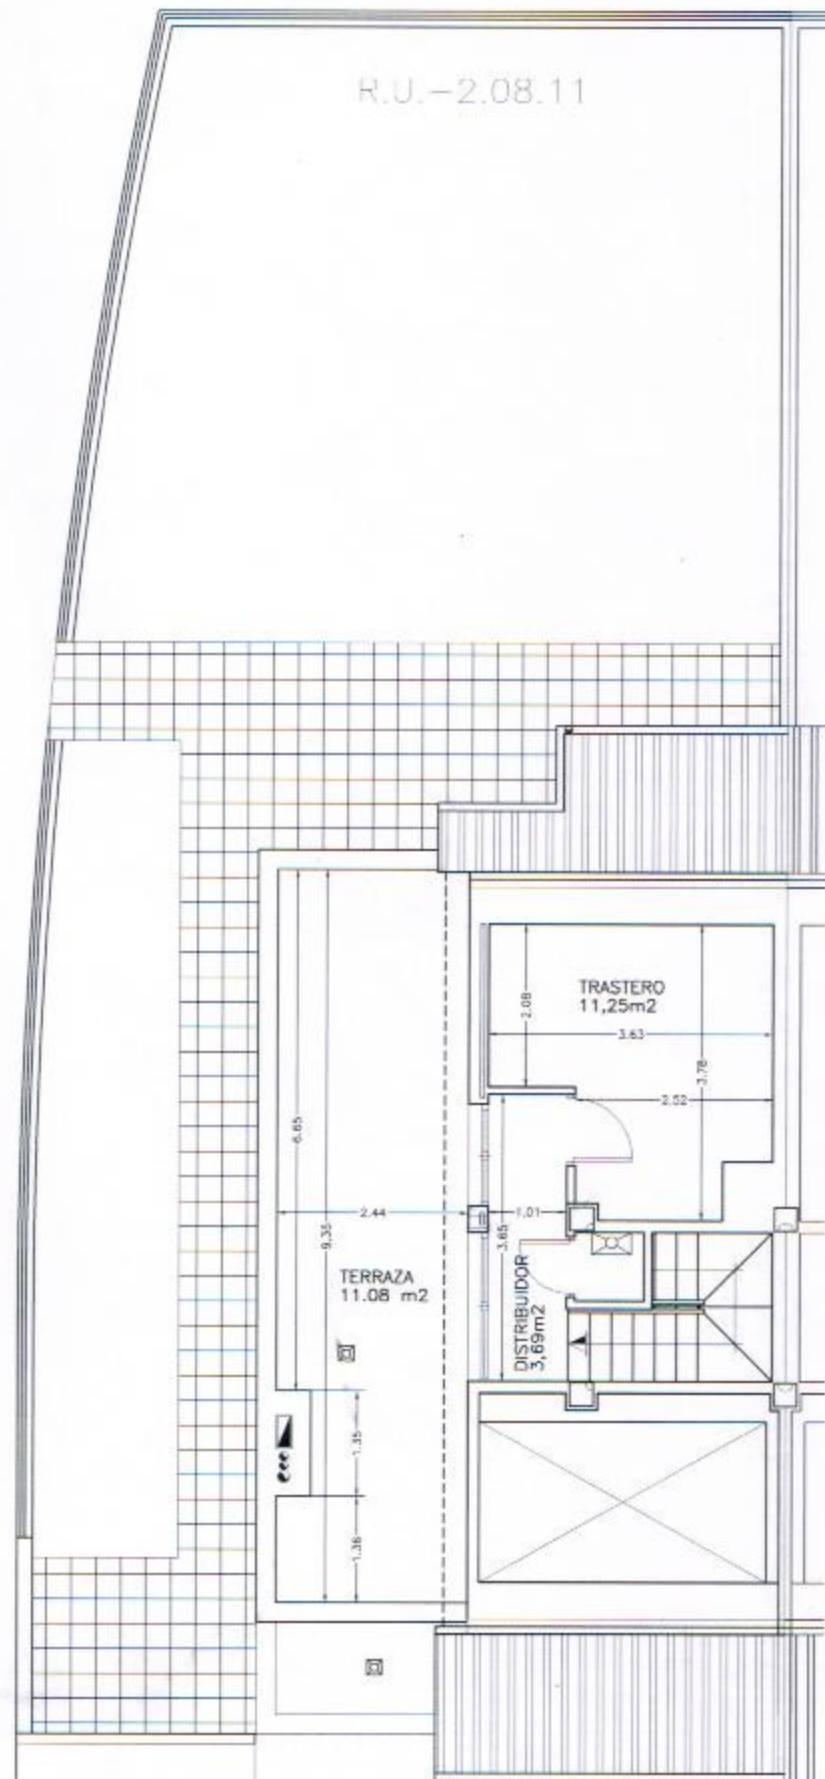 R.U.-2.08.11
TRASTERO
11,25m2
2.08
3.63
3.78
2.52
6.65
2.44
9.35
1.01
3.65
TERRAZA
11.08 m2
DISTRIBUIDOR
3,69m2
1.35
1.36